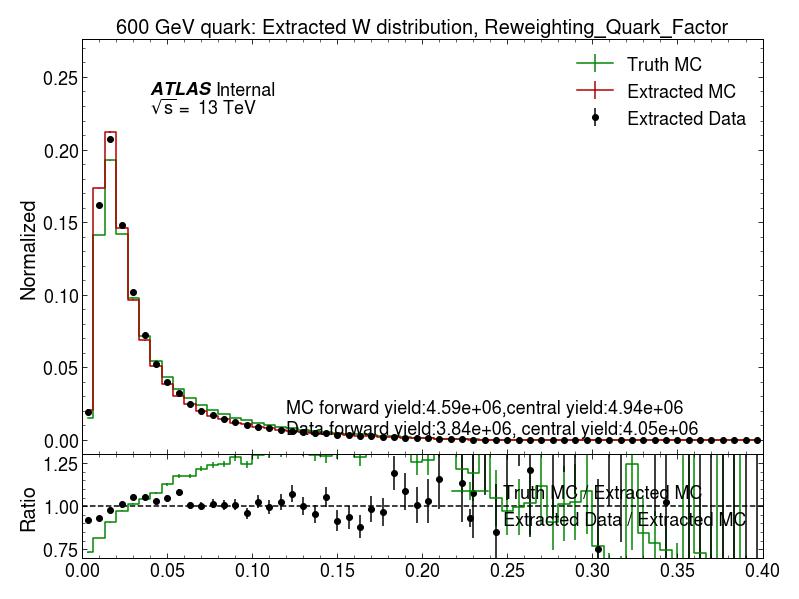 600 GeV quark: Extracted W distribution, Reweighting_Quark_Factor
ATLAS Internal
√s = 13 TeV
Truth MC
Extracted MC
Extracted Data
Normalized
0.25
0.20
0.15
0.10
0.05
0.00
MC forward yield:4.59e+06,central yield:4.94e+06
Data forward yield:3.84e+06, central yield:4.05e+06
Ratio
1.25
1.00
0.75
Truth MC / Extracted MC
Extracted Data / Extracted MC
0.00 0.05 0.10 0.15 0.20 0.25 0.30 0.35 0.40